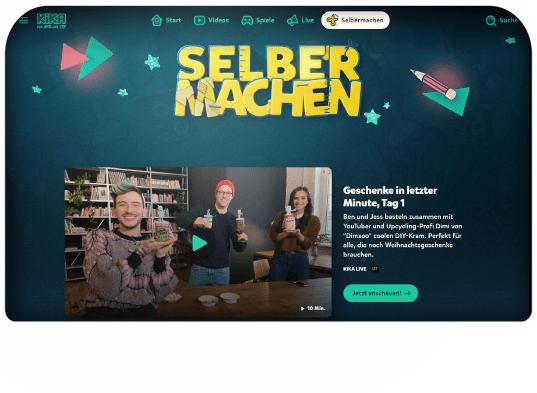 KiKA
von ARD und ZDF
Start
Videos
Spiele
Live
Selbermachen
Suche
SELBER
MACHEN
Geschenke in letzter
Minute, Tag 1
Ben und Jess basteln zusammen mit
YouTuber und Upcycling-Profi Dimi von
"Dimxoo" coolen DIY-Kram. Perfekt für
alle, die noch Weihnachtsgeschenke
brauchen.
KIKA LIVE UT
10 Min.
Jetzt anschauen!